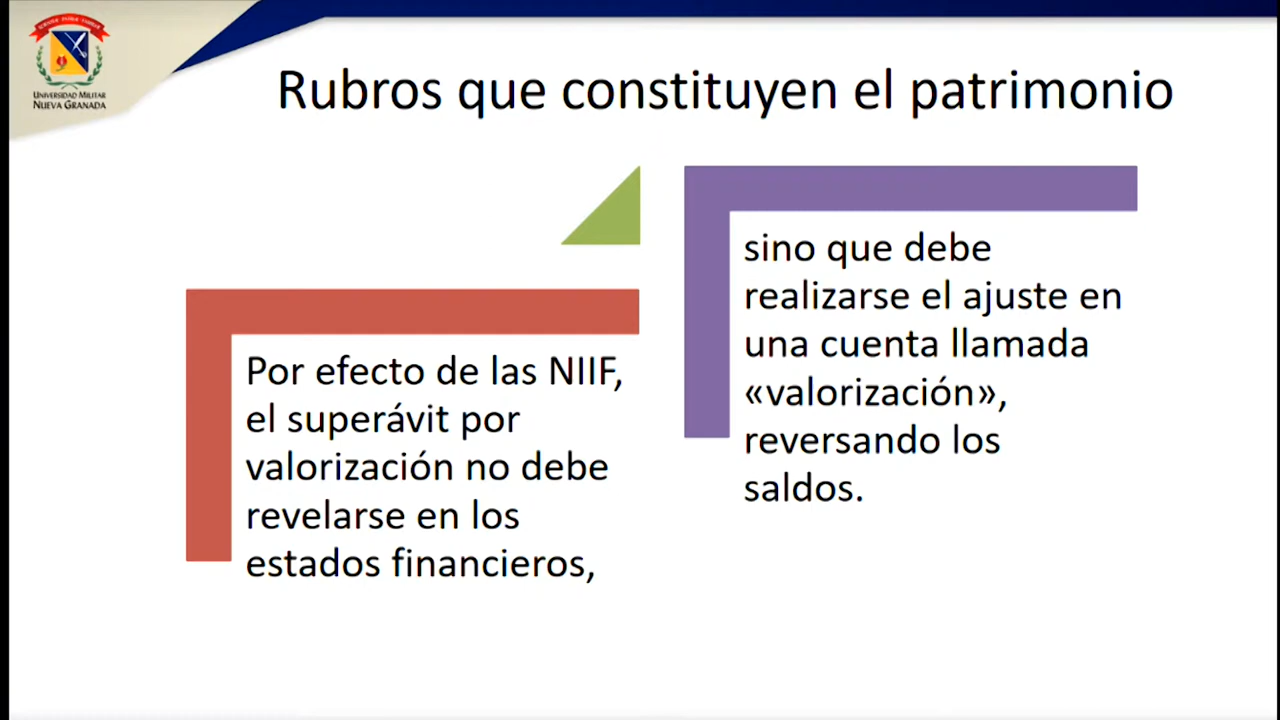 UNIVERSIDAD MILITAR
NUEVA GRANADA
Rubros que constituyen el patrimonio
Por efecto de las NIIF,
el superávit por
valorización no debe
revelarse en los
estados financieros,
sino que debe
realizarse el ajuste en
una cuenta llamada
«valorización»,
reversando los
saldos.